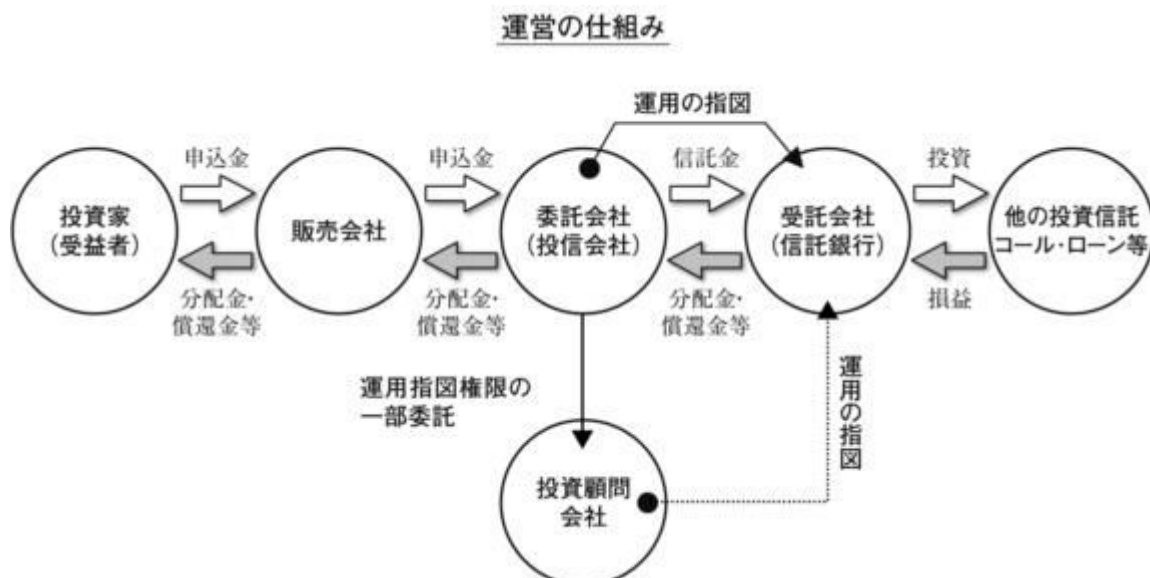 運営の仕組み
運用の指図
申込金
申込金
信託金
投資
投資家
(受益者)
販売会社
委託会社
(投信会社)
受託会社
(信託銀行)
他の投資信託
コール・ローン等
分配金・
償還金等
分配金・
償還金等
分配金・
償還金等
損益
運用指図権限の
一部委託
運用の指図
投資顧問
会社